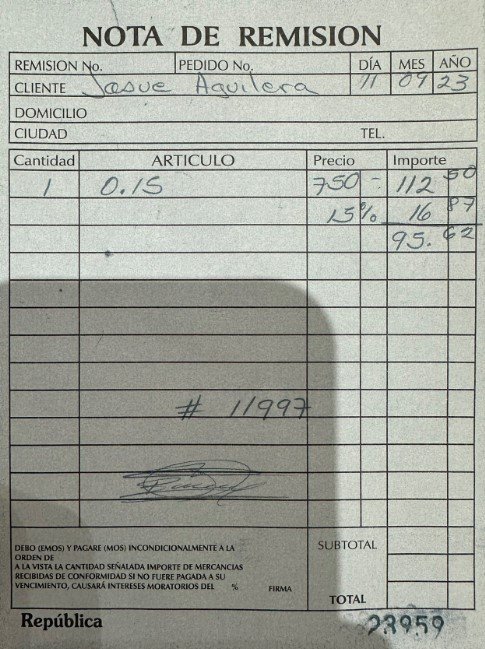 NOTA DE REMISION
REMISION No. PEDIDO No. DÍA MES AÑO
CLIENTE Josue Aguilera 11 09 23
DOMICILIO
CIUDAD TEL.
Cantidad ARTICULO Precio Importe
1 0.15 750 - 112 50
15% 16 87
95. 62
# 11997
DEBO (EMOS) Y PAGARE (MOS) INCONDICIONALMENTE A LA
ORDEN DE
A LA VISTA LA CANTIDAD SEÑALADA IMPORTE DE MERCANCIAS
RECIBIDAS DE CONFORMIDAD SI NO FUERE PAGADA A SU
VENCIMIENTO, CAUSARÁ INTERESES MORATORIOS DEL % FIRMA
SUBTOTAL
TOTAL
República 23959